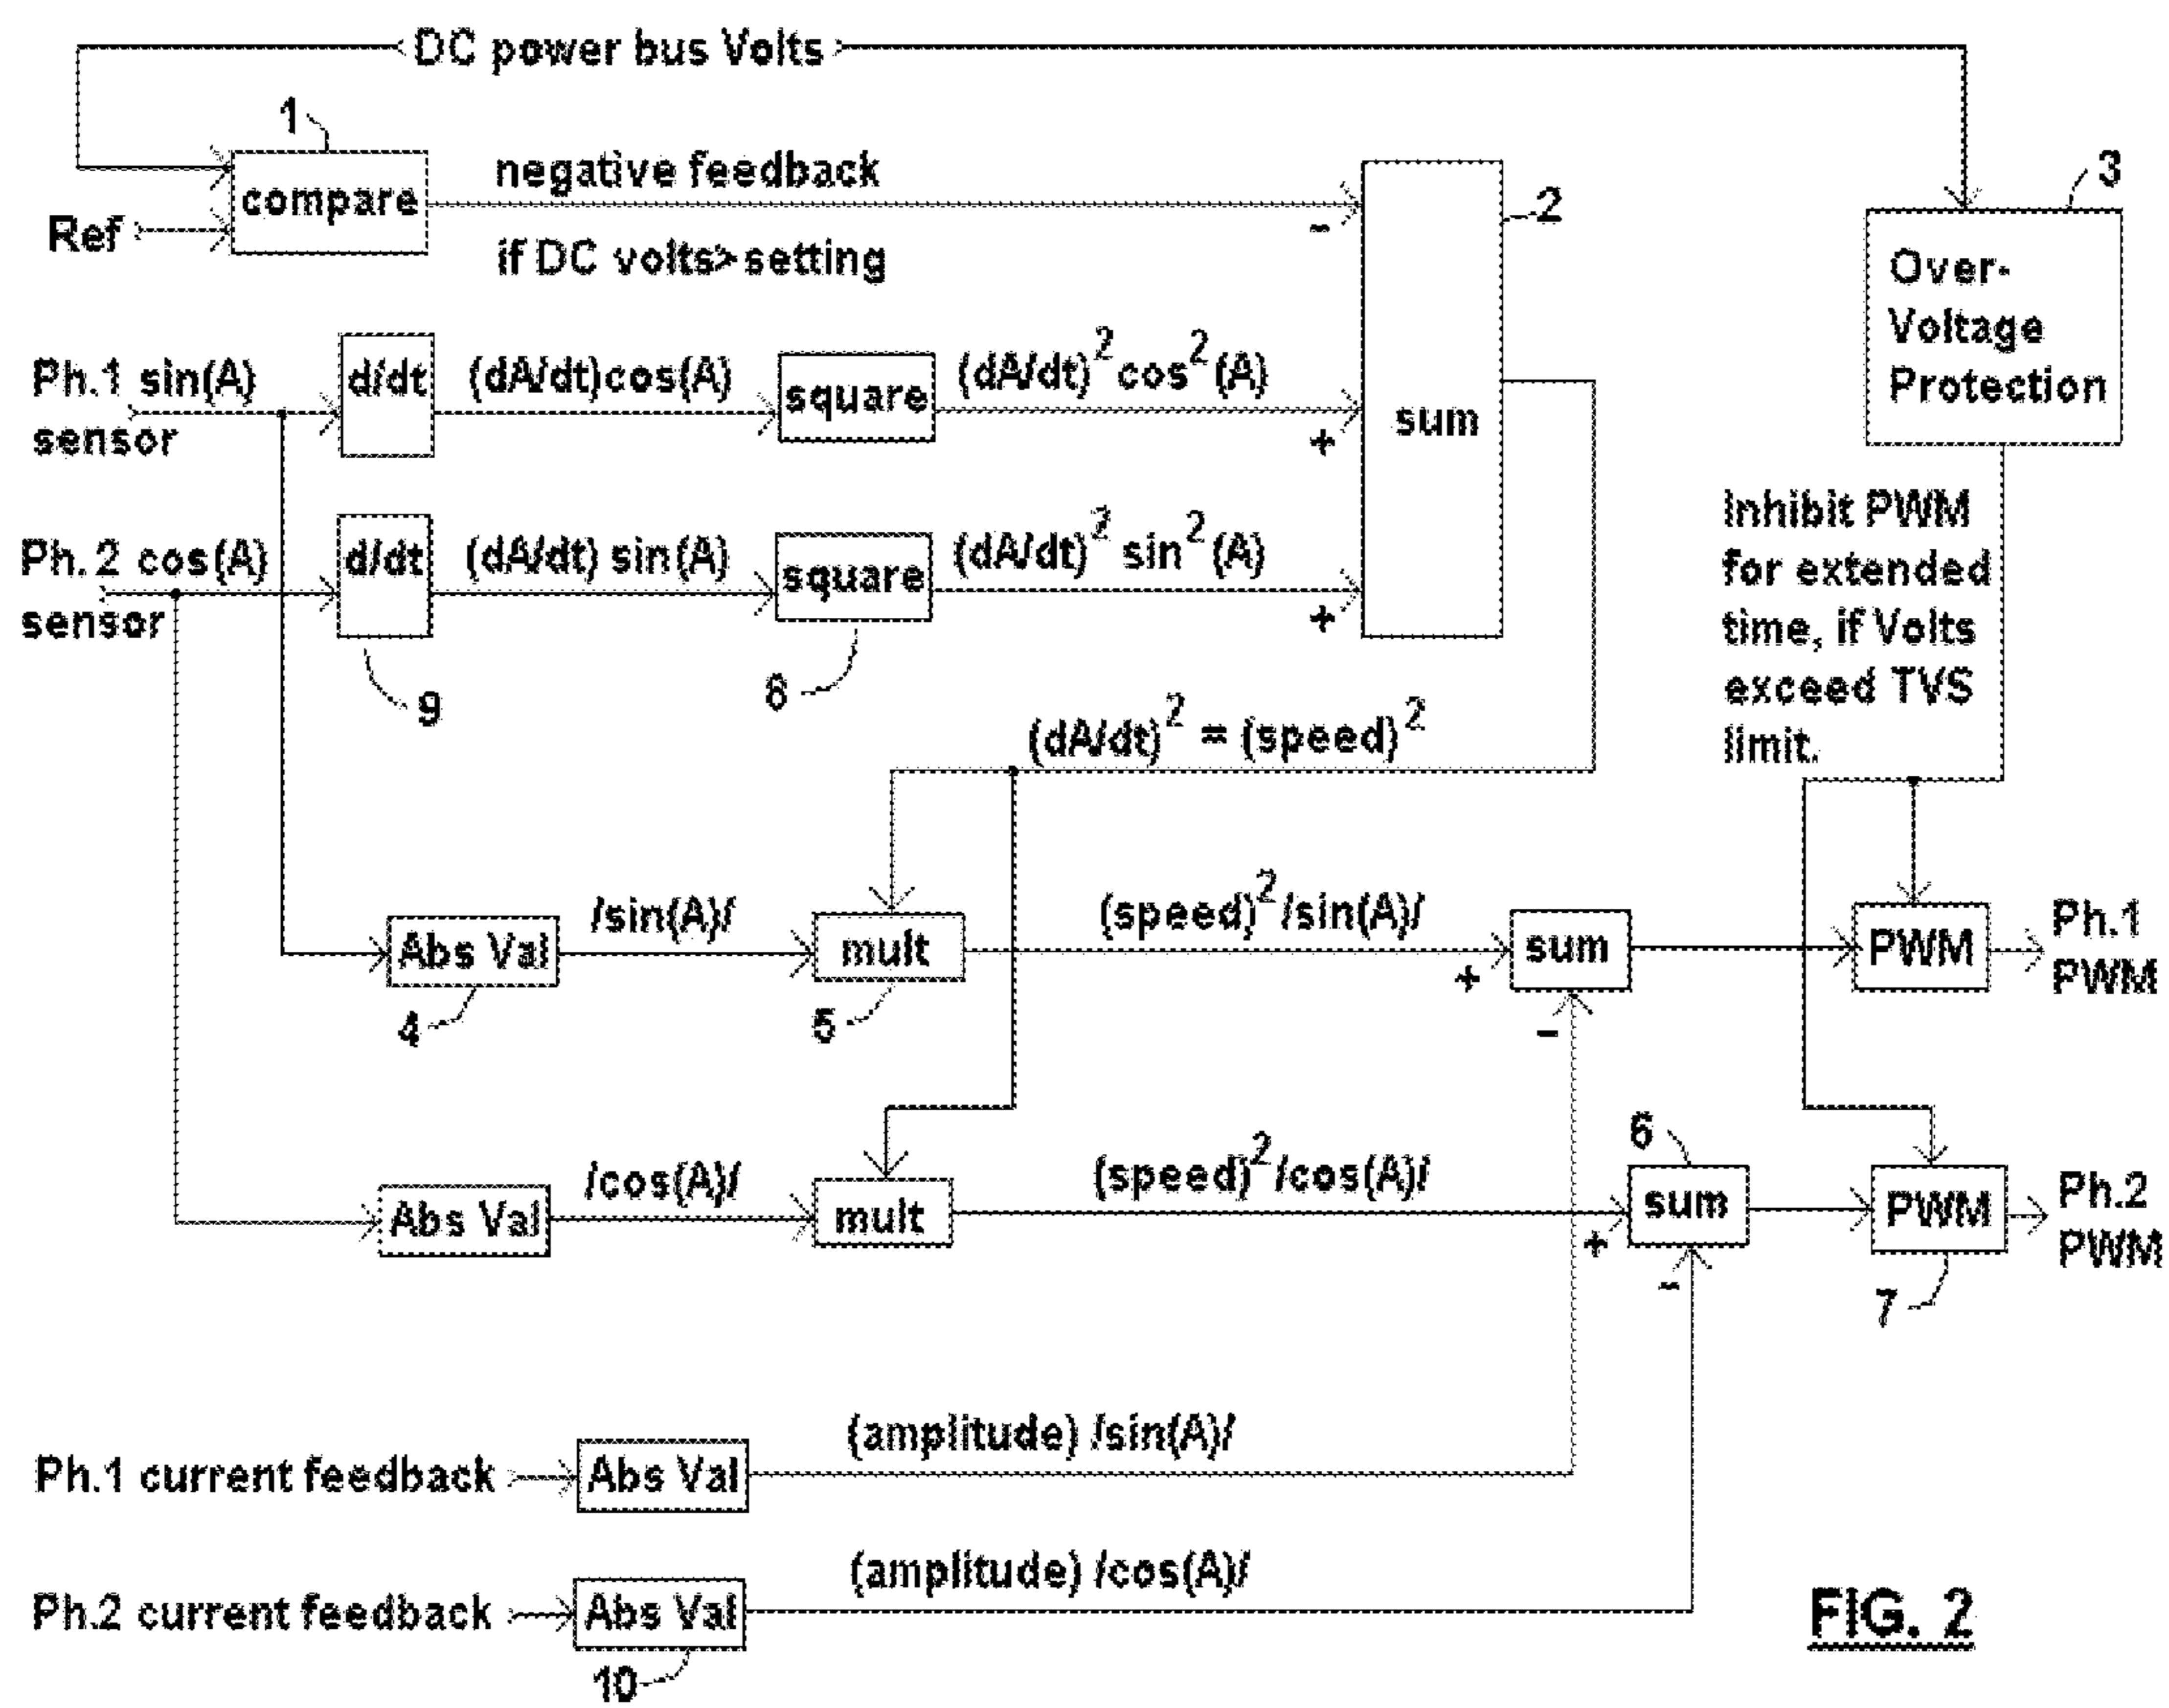 DC power bus Volts
1
compare
Ref
negative feedback
if DC volts>setting
-
2
3
Over-
Voltage
Protection
Ph.1 sin(A)
sensor
d/dt
(dA/dt)cos(A)
square
(dA/dt)² cos²(A)
+
sum
Ph.2 cos(A)
sensor
d/dt
(dA/dt) sin(A)
square
(dA/dt)² sin²(A)
+
9
8
Inhibit PWM
for extended
time, if Volts
exceed TVS
limit.
(dA/dt)² = (speed)²
Abs Val
4
/sin(A)/
mult
5
(speed)²/sin(A)/
+
-
sum
PWM
Ph.1
PWM
Abs Val
/cos(A)/
mult
(speed)²/cos(A)/
+
-
6
sum
PWM
7
Ph.2
PWM
Ph.1 current feedback
Abs Val
(amplitude) /sin(A)/
Ph.2 current feedback
Abs Val
10
(amplitude) /cos(A)/
FIG. 2